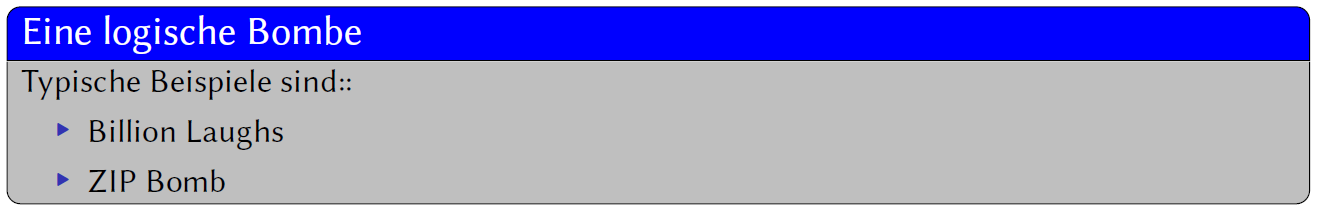 Eine logische Bombe
Typische Beispiele sind::
Billion Laughs
ZIP Bomb